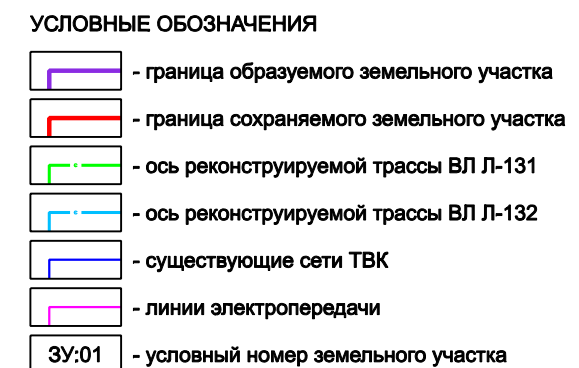 УСЛОВНЫЕ ОБОЗНАЧЕНИЯ
- граница образуемого земельного участка
- граница сохраняемого земельного участка
- ось реконструируемой трассы ВЛ Л-131
- ось реконструируемой трассы ВЛ Л-132
- существующие сети ТВК
- линии электропередачи
ЗУ:01 - условный номер земельного участка